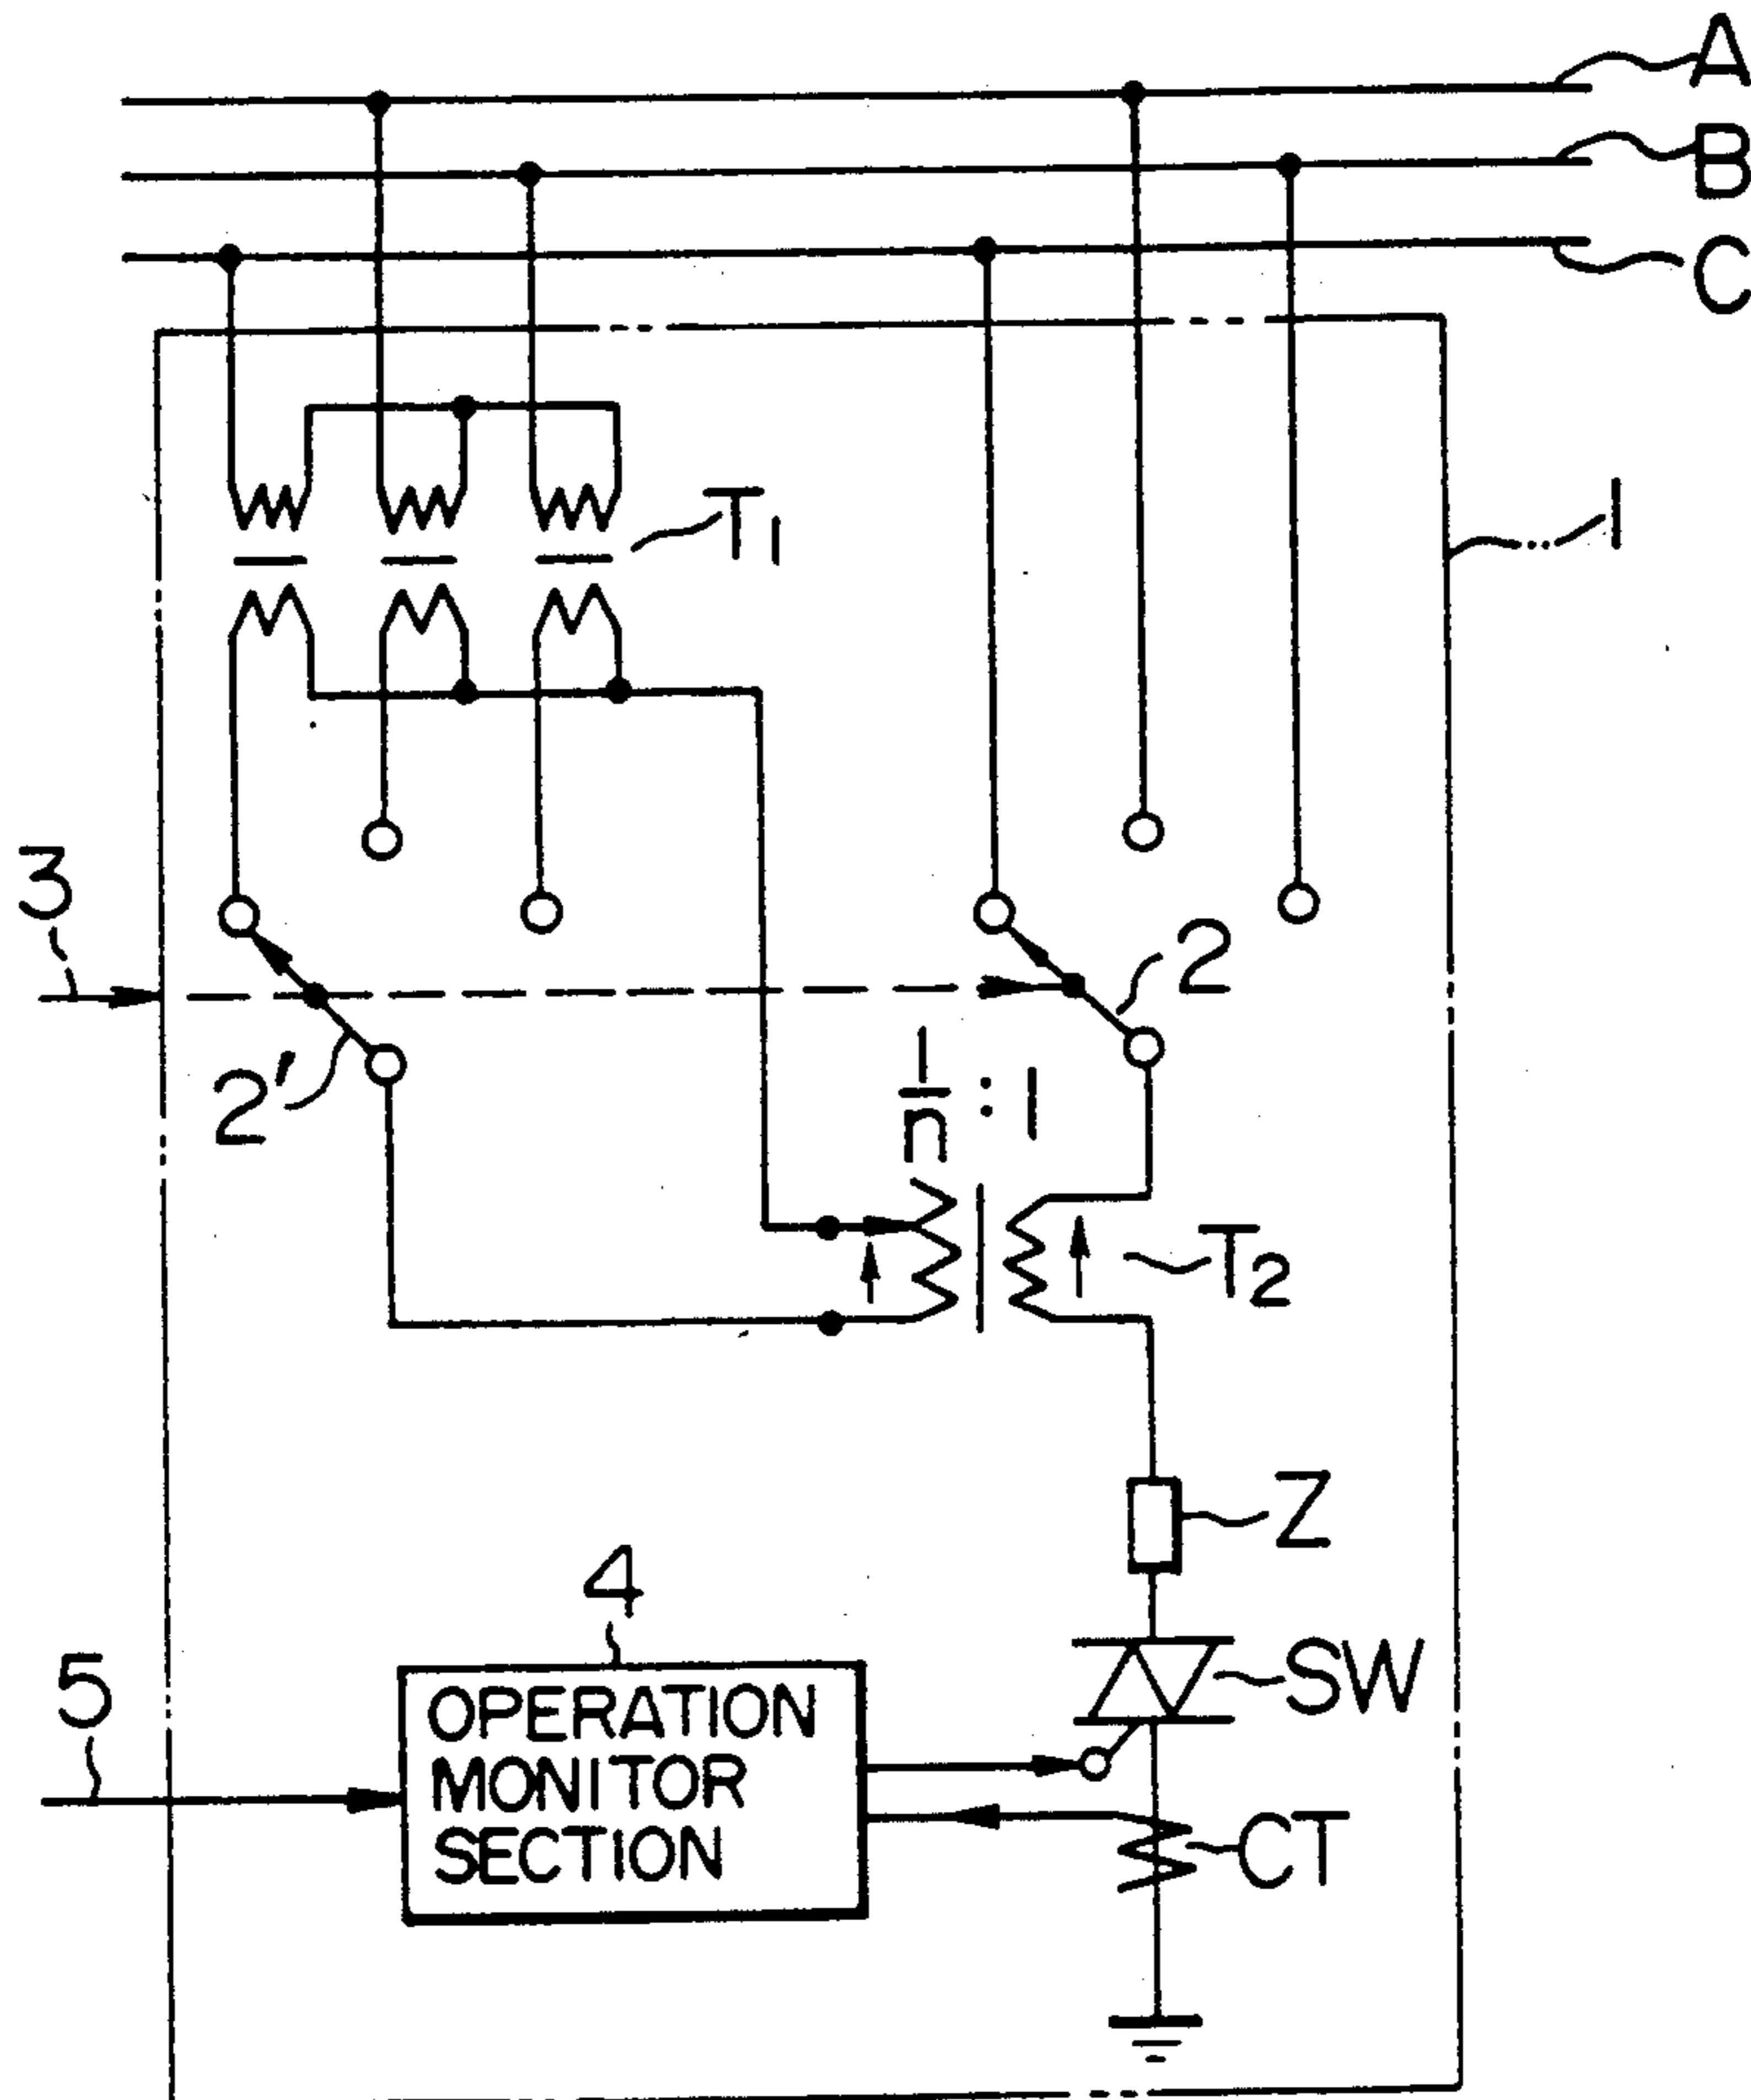 A
B
C
T1
1
3
2
2'
1/n : 1
T2
Z
4
SW
5
OPERATION
MONITOR
SECTION
CT